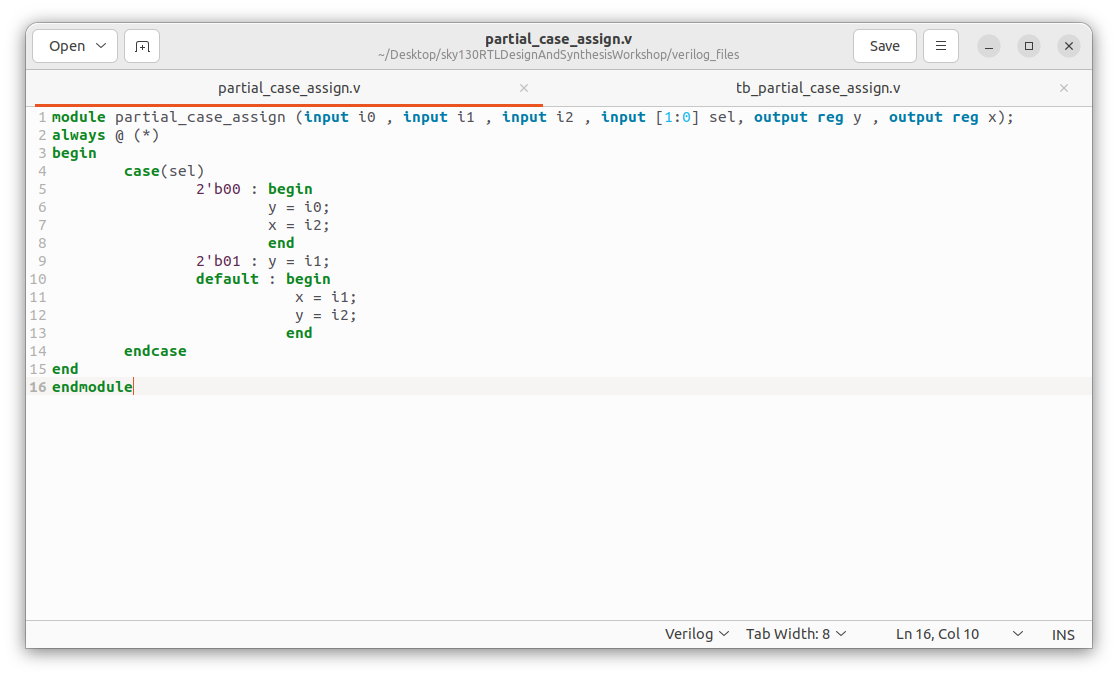 Open
partial_case_assign.v
~/Desktop/sky130RTLDesignAndSynthesisWorkshop/verilog_files
Save
partial_case_assign.v
tb_partial_case_assign.v
1 module partial_case_assign (input i0 , input i1 , input i2 , input [1:0] sel, output reg y , output reg x);
2 always @ (*)
3 begin
4         case(sel)
5                 2'b00 : begin
6                         y = i0;
7                         x = i2;
8                         end
9                 2'b01 : y = i1;
10                 default : begin
11                            x = i1;
12                            y = i2;
13                           end
14         endcase
15 end
16 endmodule
Verilog Tab Width: 8 Ln 16, Col 10 INS